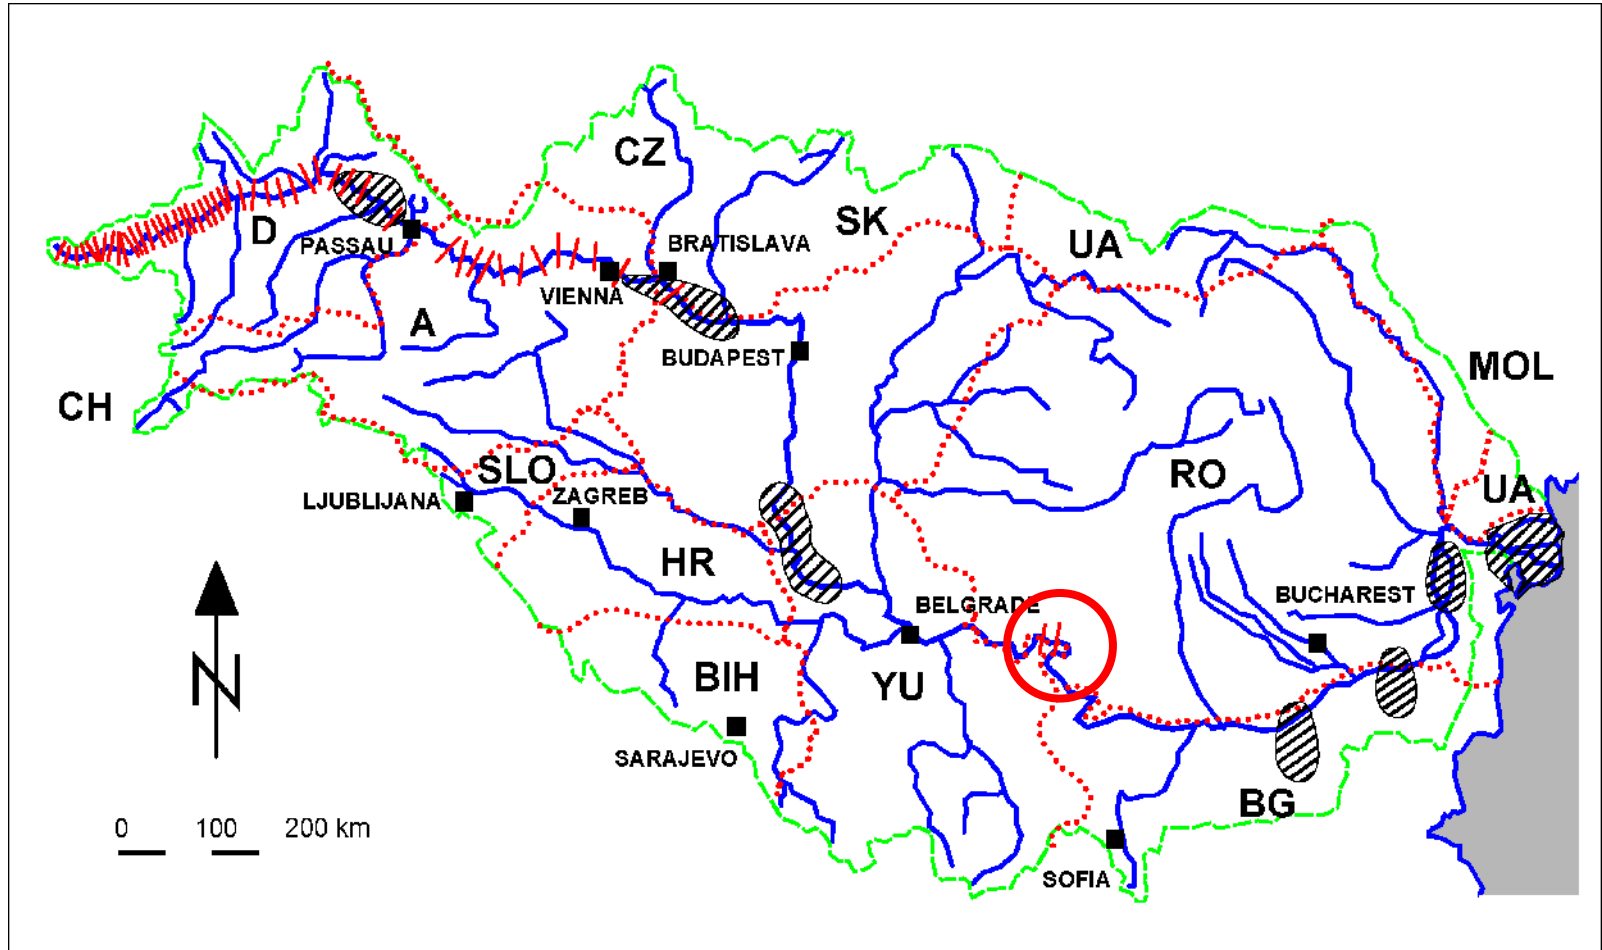 CZ
SK
D
UA
PASSAU
BRATISLAVA
VIENNA
A
BUDAPEST
MOL
CH
SLO
RO
LJUBLIJANA
ZAGREB
UA
HR
BUCHAREST
BELGRADE
BIH
YU
N
SARAJEVO
BG
0 100 200 km
SOFIA